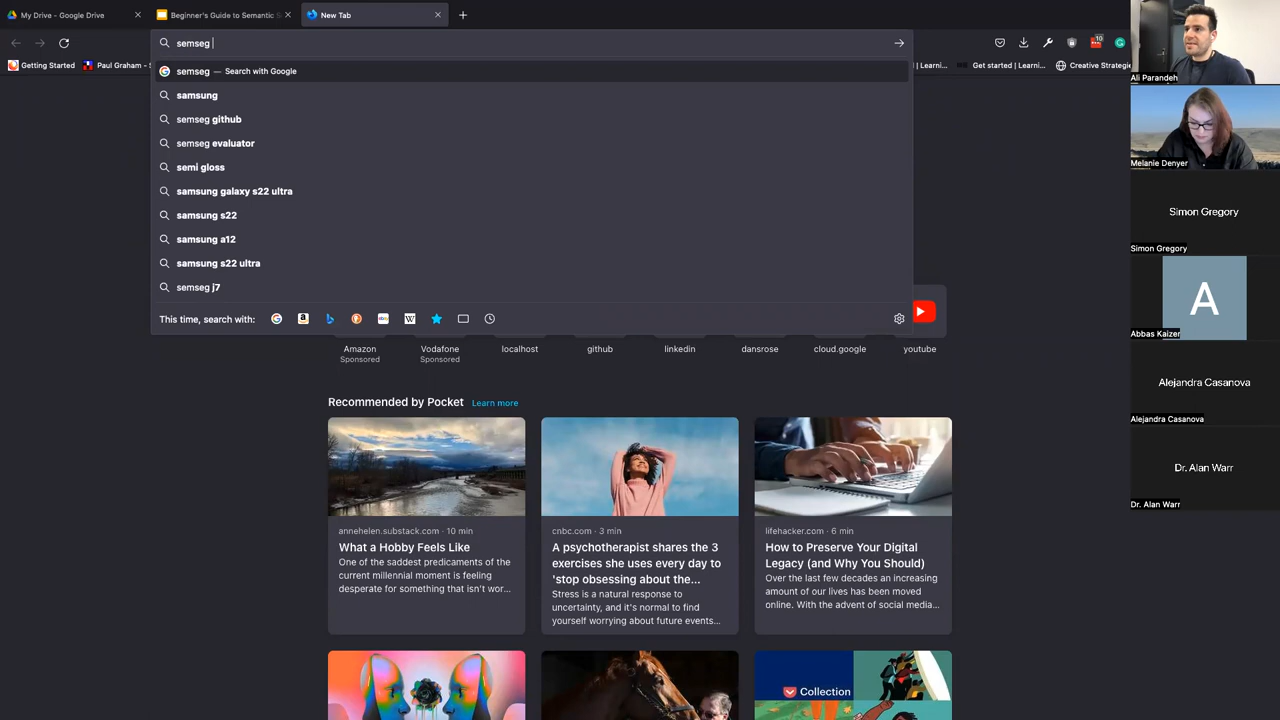 My Drive - Google Drive
Beginner's Guide to Semantic S
New Tab
semseg
Getting Started
Paul Graham: S
10
l Learni...
Get started | Learni...
Creative Strategie
semseg — Search with Google
samsung
semseg github
semseg evaluator
semi gloss
samsung galaxy s22 ultra
samsung s22
samsung a12
samsung s22 ultra
semseg j7
This time, search with:
Amazon
Sponsored
Vodafone
Sponsored
localhost
github
linkedin
dansrose
cloud.google
youtube
Recommended by Pocket
Learn more
annehelen.substack.com · 10 min
What a Hobby Feels Like
One of the saddest predicaments of the
current millennial moment is feeling
desperate for something that isn't wor...
cnbc.com · 3 min
A psychotherapist shares the 3
exercises she uses every day to
'stop obsessing about the...
Stress is a natural response to
uncertainty, and it's normal to find
yourself worrying about future events...
lifehacker.com · 6 min
How to Preserve Your Digital
Legacy (and Why You Should)
Over the last few decades an increasing
amount of our lives has been moved
online. With the advent of social media...
Collection
Ali Parandeh
Melanie Denyer
Simon Gregory
Simon Gregory
A
Abbas Kaizer
Alejandra Casanova
Alejandra Casanova
Dr. Alan Warr
Dr. Alan Warr